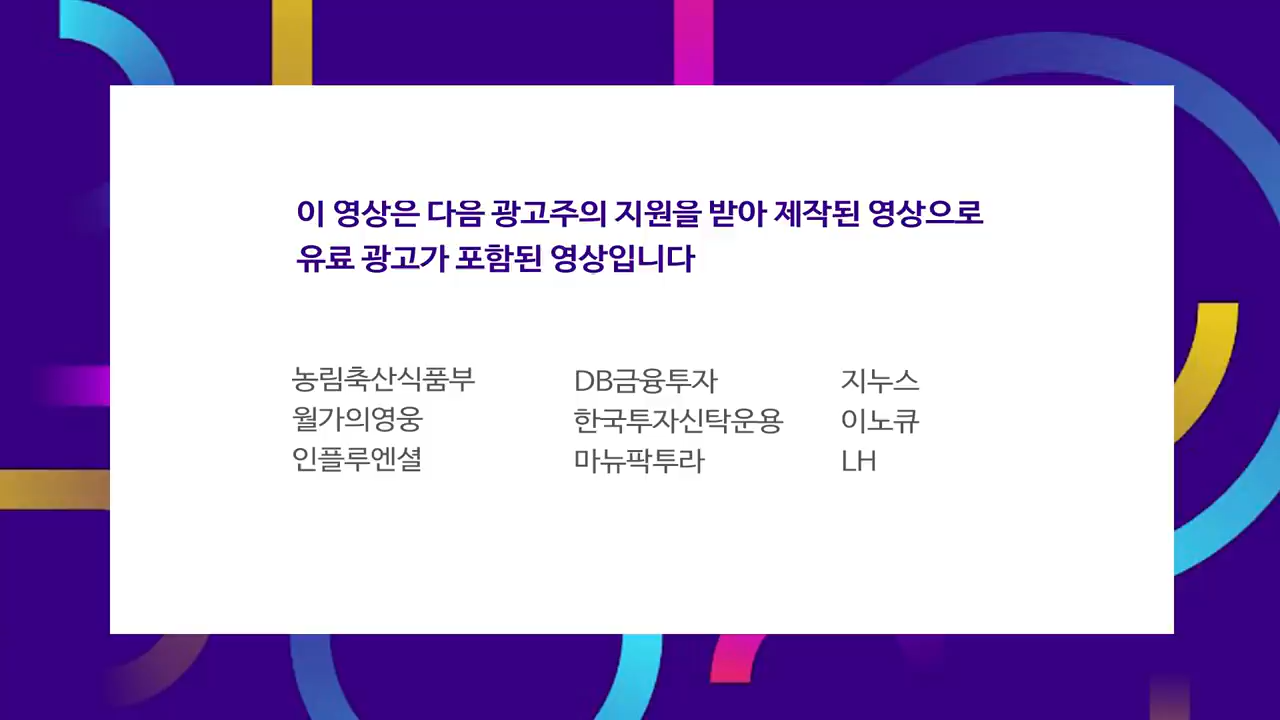 이 영상은 다음 광고주의 지원을 받아 제작된 영상으로
유료 광고가 포함된 영상입니다
농림축산식품부
월가의영웅
인플루엔셜
DB금융투자
한국투자신탁운용
마뉴팍투라
지누스
이노큐
LH